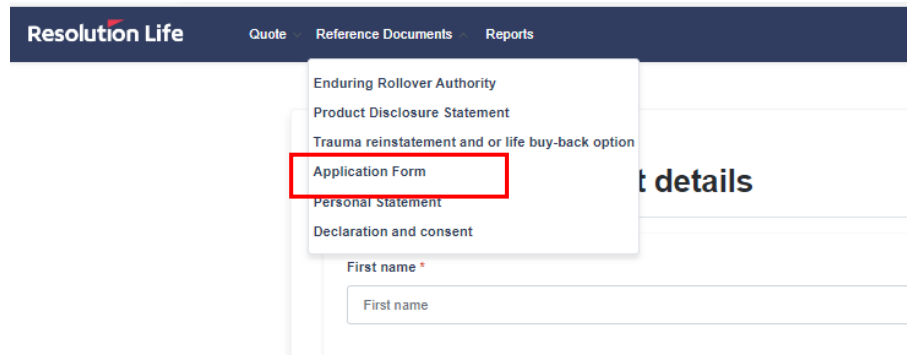 Resolution Life Quote Reference Documents Reports
Enduring Rollover Authority
Product Disclosure Statement
Trauma reinstatement and or life buy-back option
Application Form
t details
Personal Statement
Declaration and consent
First name *
First name